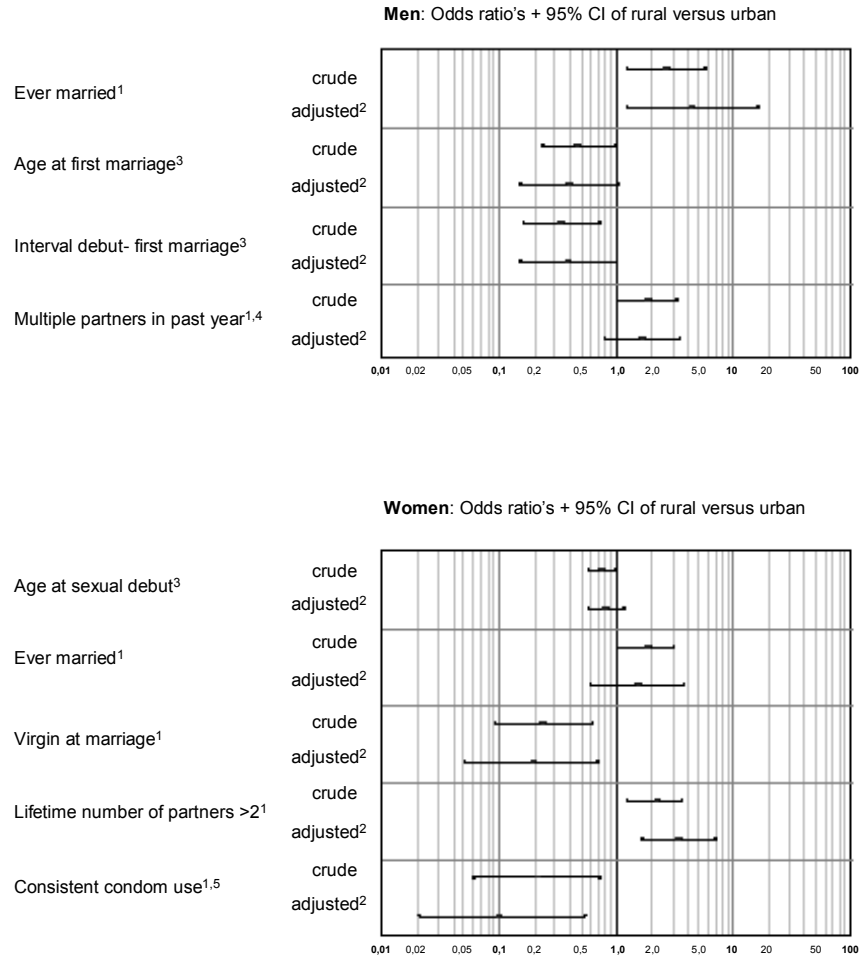 Men: Odds ratio's + 95% CI of rural versus urban
Ever married¹
crude
adjusted²
Age at first marriage³
crude
adjusted²
Interval debut- first marriage³
crude
adjusted²
Multiple partners in past year¹,⁴
crude
adjusted²
0,01 0,02 0,05 0,1 0,2 0,5 1,0 2,0 5,0 10 20 50 100
Women: Odds ratio's + 95% CI of rural versus urban
Age at sexual debut³
crude
adjusted²
Ever married¹
crude
adjusted²
Virgin at marriage¹
crude
adjusted²
Lifetime number of partners >2¹
crude
adjusted²
Consistent condom use¹,⁵
crude
adjusted²
0,01 0,02 0,05 0,1 0,2 0,5 1,0 2,0 5,0 10 20 50 100